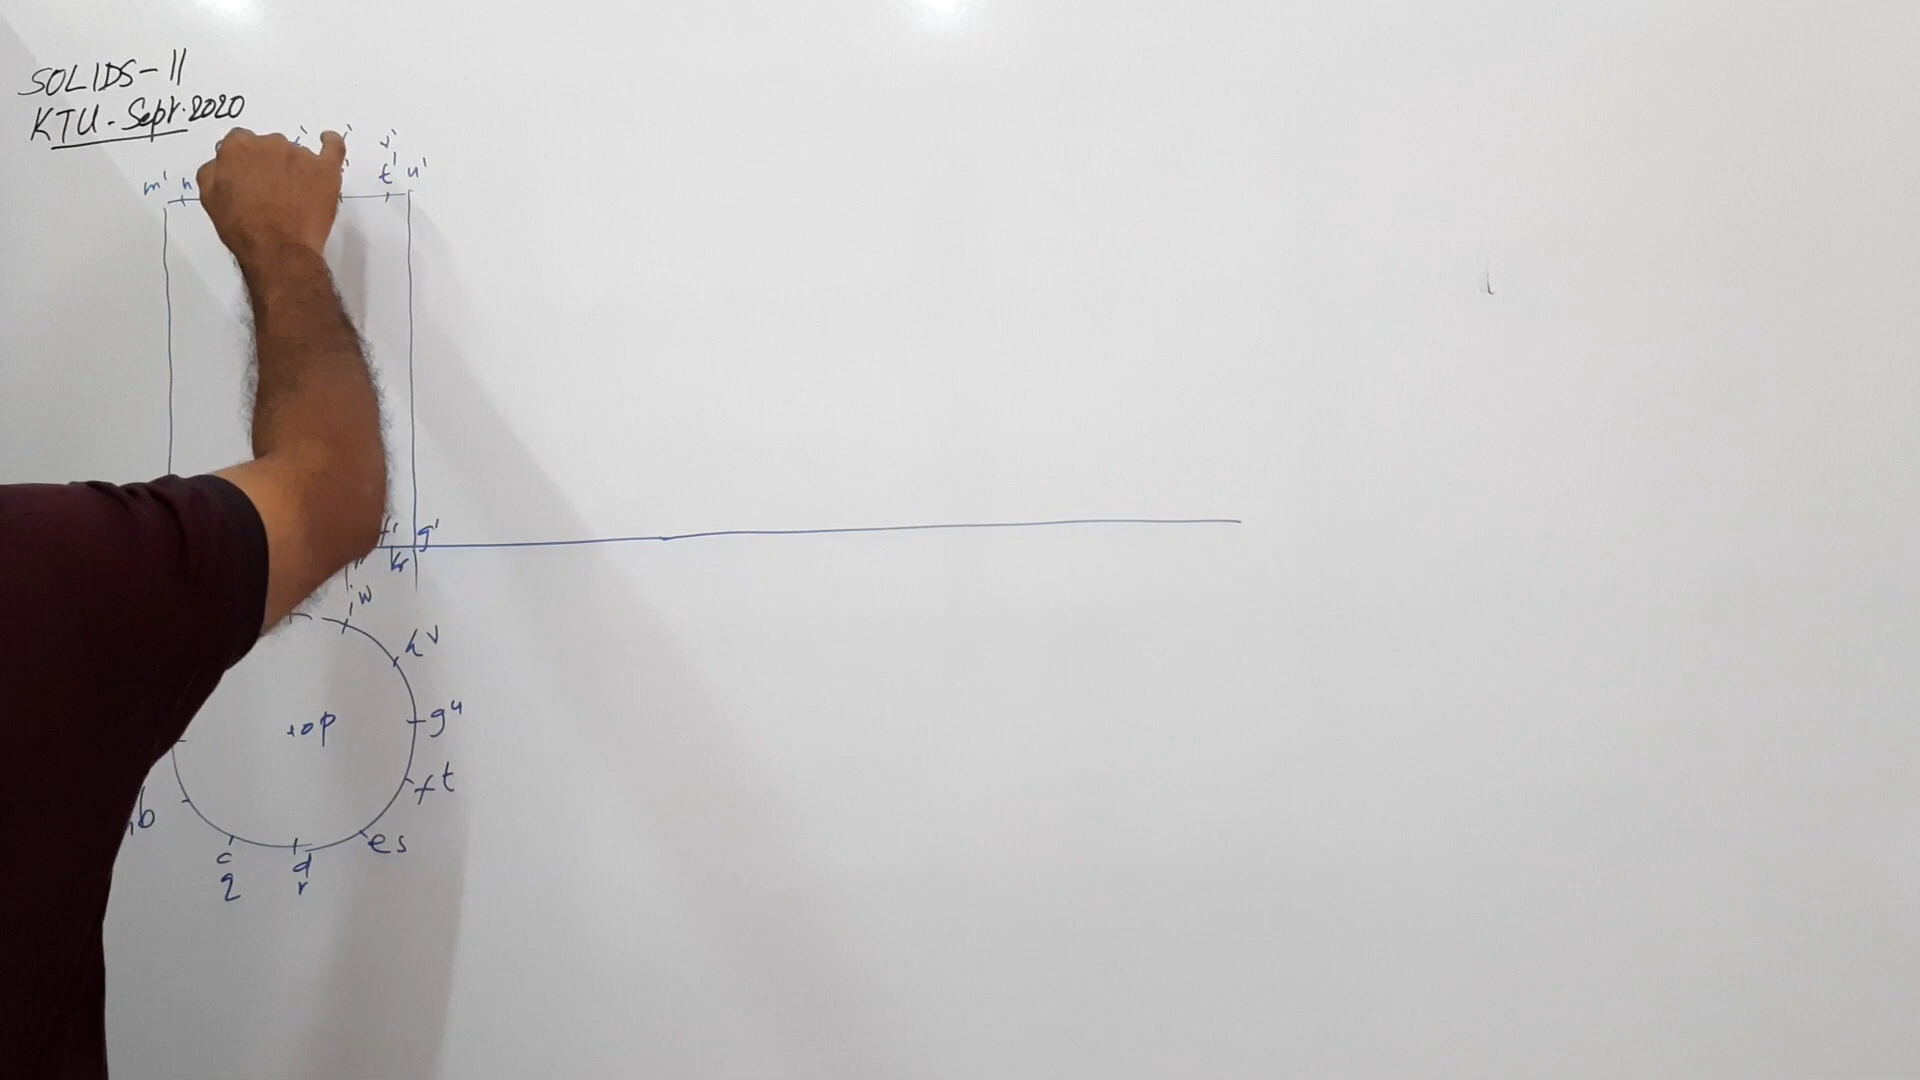 SOLIDS-11
KTU-Sept.2020
v'
m' n t' u'
f' g'
k'
w
h v
g u
o p
f t
b
e s
c d
q r